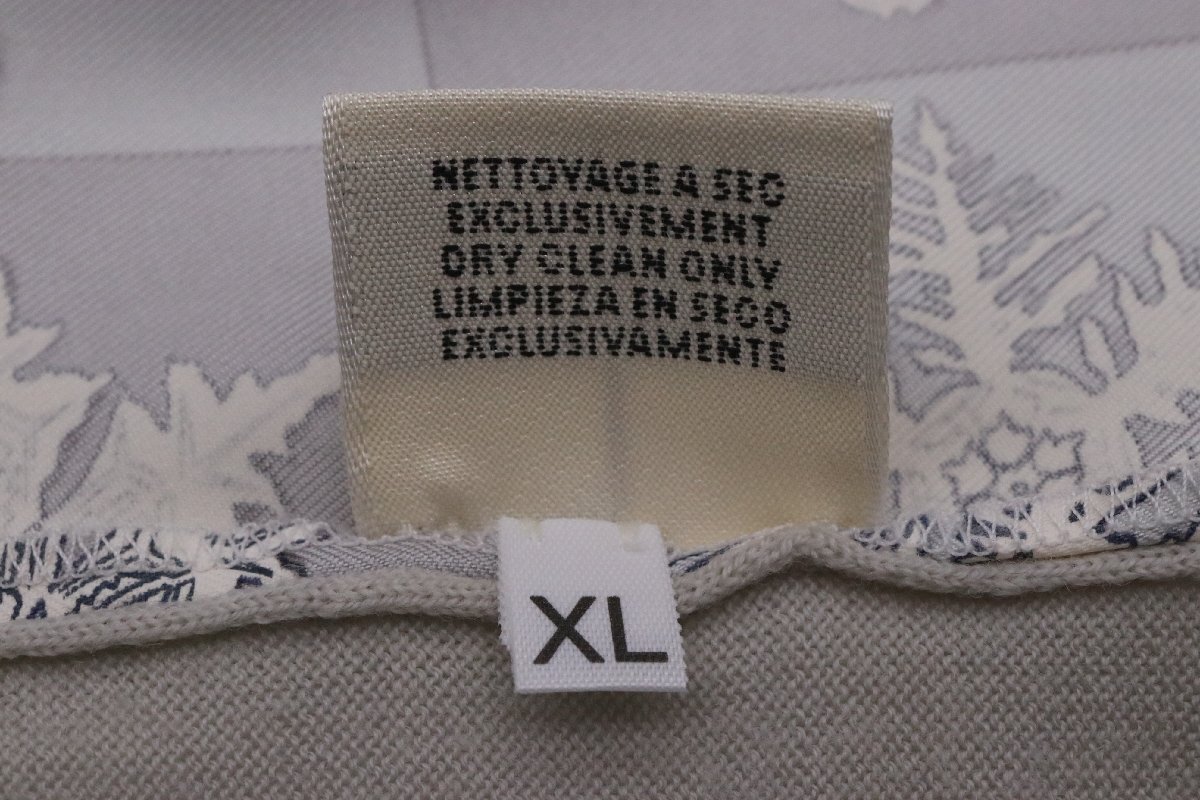 NETTOYAGE A SEC
EXCLUSIVEMENT
DRY CLEAN ONLY
LIMPIEZA EN SECO
EXCLUSIVAMENTE
XL